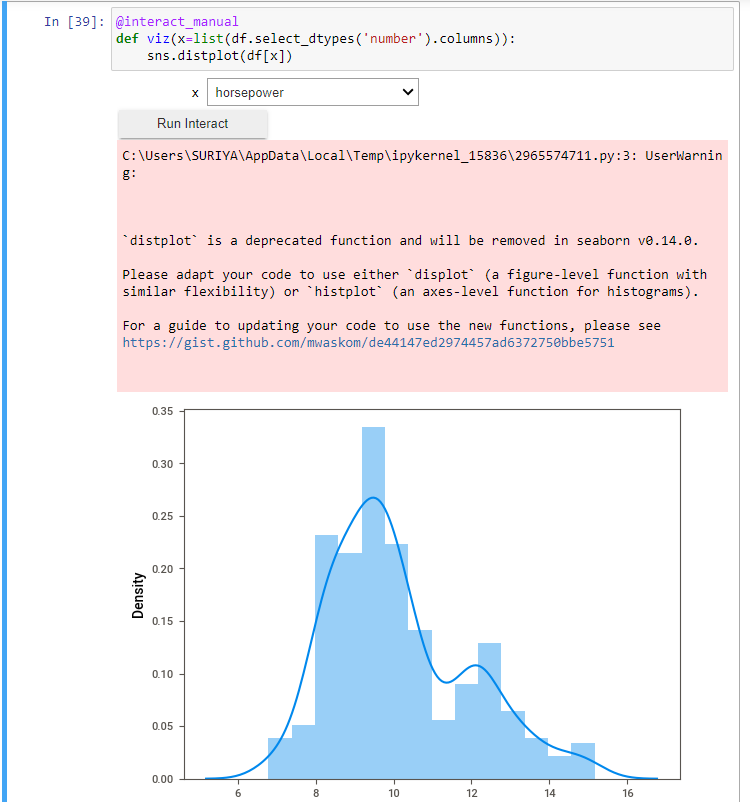 In [39]: @interact_manual
def viz(x=list(df.select_dtypes('number').columns)):
    sns.distplot(df[x])
x horsepower
Run Interact
C:\Users\SURIYA\AppData\Local\Temp\ipykernel_15836\2965574711.py:3: UserWarnin
g:
`distplot` is a deprecated function and will be removed in seaborn v0.14.0.
Please adapt your code to use either `displot` (a figure-level function with
similar flexibility) or `histplot` (an axes-level function for histograms).
For a guide to updating your code to use the new functions, please see
https://gist.github.com/mwaskom/de44147ed2974457ad6372750bbe5751
0.35
0.30
0.25
0.20
Density
0.15
0.10
0.05
0.00
6 8 10 12 14 16